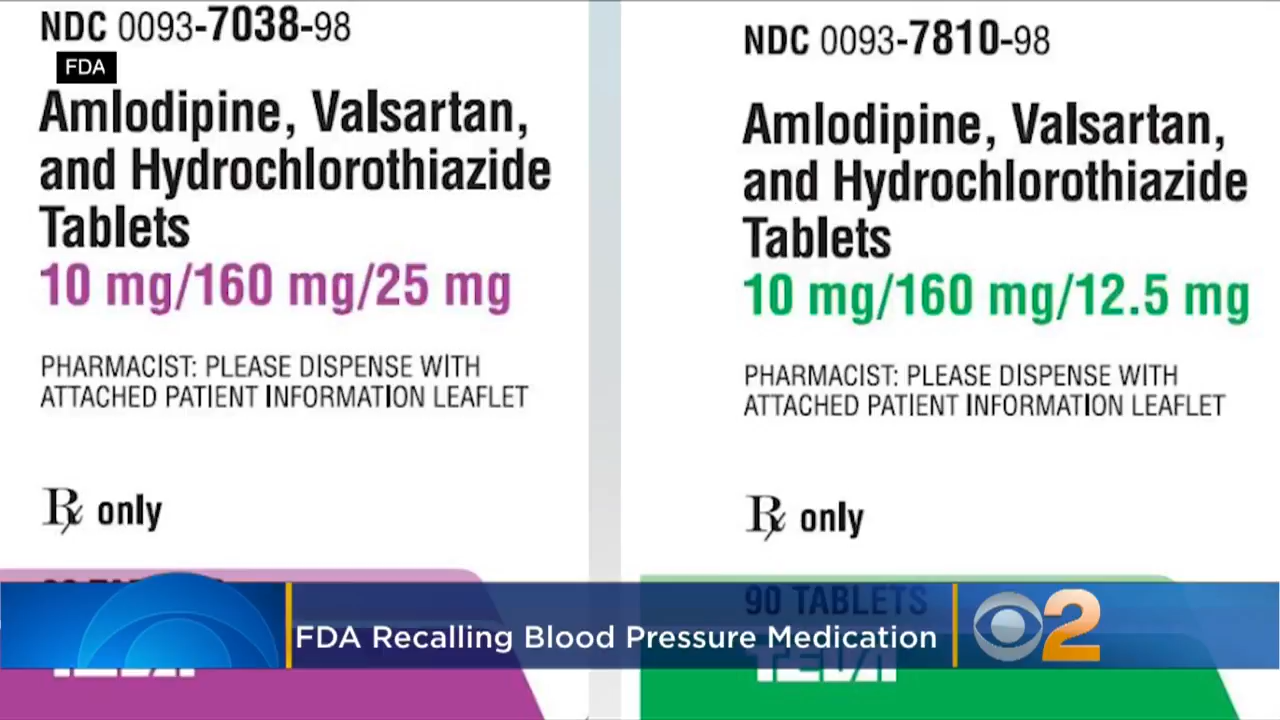 NDC 0093-7038-98
FDA
Amlodipine, Valsartan,
and Hydrochlorothiazide
Tablets
10 mg/160 mg/25 mg
PHARMACIST: PLEASE DISPENSE WITH
ATTACHED PATIENT INFORMATION LEAFLET
Rx only
NDC 0093-7810-98
Amlodipine, Valsartan,
and Hydrochlorothiazide
Tablets
10 mg/160 mg/12.5 mg
PHARMACIST: PLEASE DISPENSE WITH
ATTACHED PATIENT INFORMATION LEAFLET
Rx only
90 TABLETS
TEVA
FDA Recalling Blood Pressure Medication
2